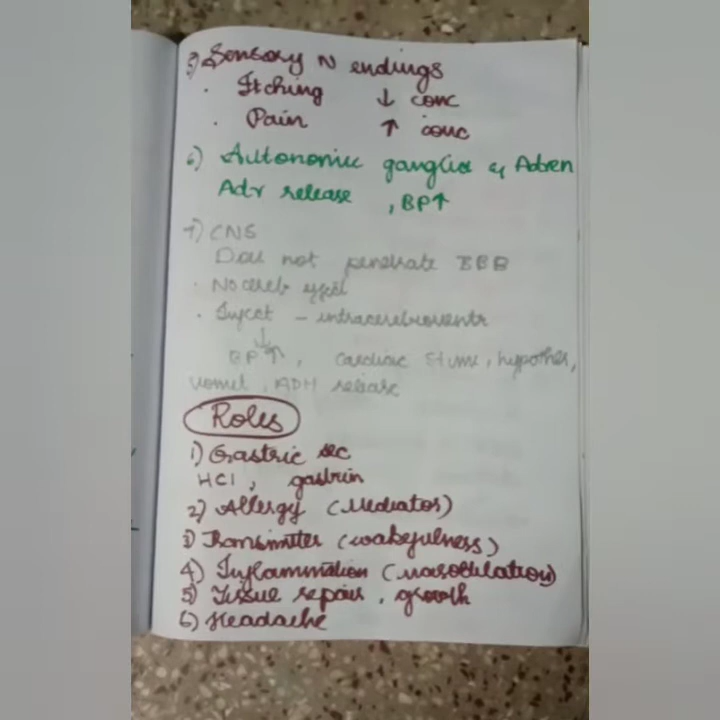 5) Sensory N endings
. Itching ↓ conc
. Pain ↑ conc
6) Autonomic ganglia & Adren
Adr release , BP↑
7) CNS
Does not penetrate BBB
. No cereb effect
. Inject - intracerebroventr
↓
BP↑, Cardiac Stimu, hypother,
vomit, ADH release
Roles
1) Gastric sec
HCl, gastrin
2) Allergy (Mediator)
3) Transmitter (wakefulness)
4) Inflammation (vasodilation)
5) Tissue repair, growth
6) Headache